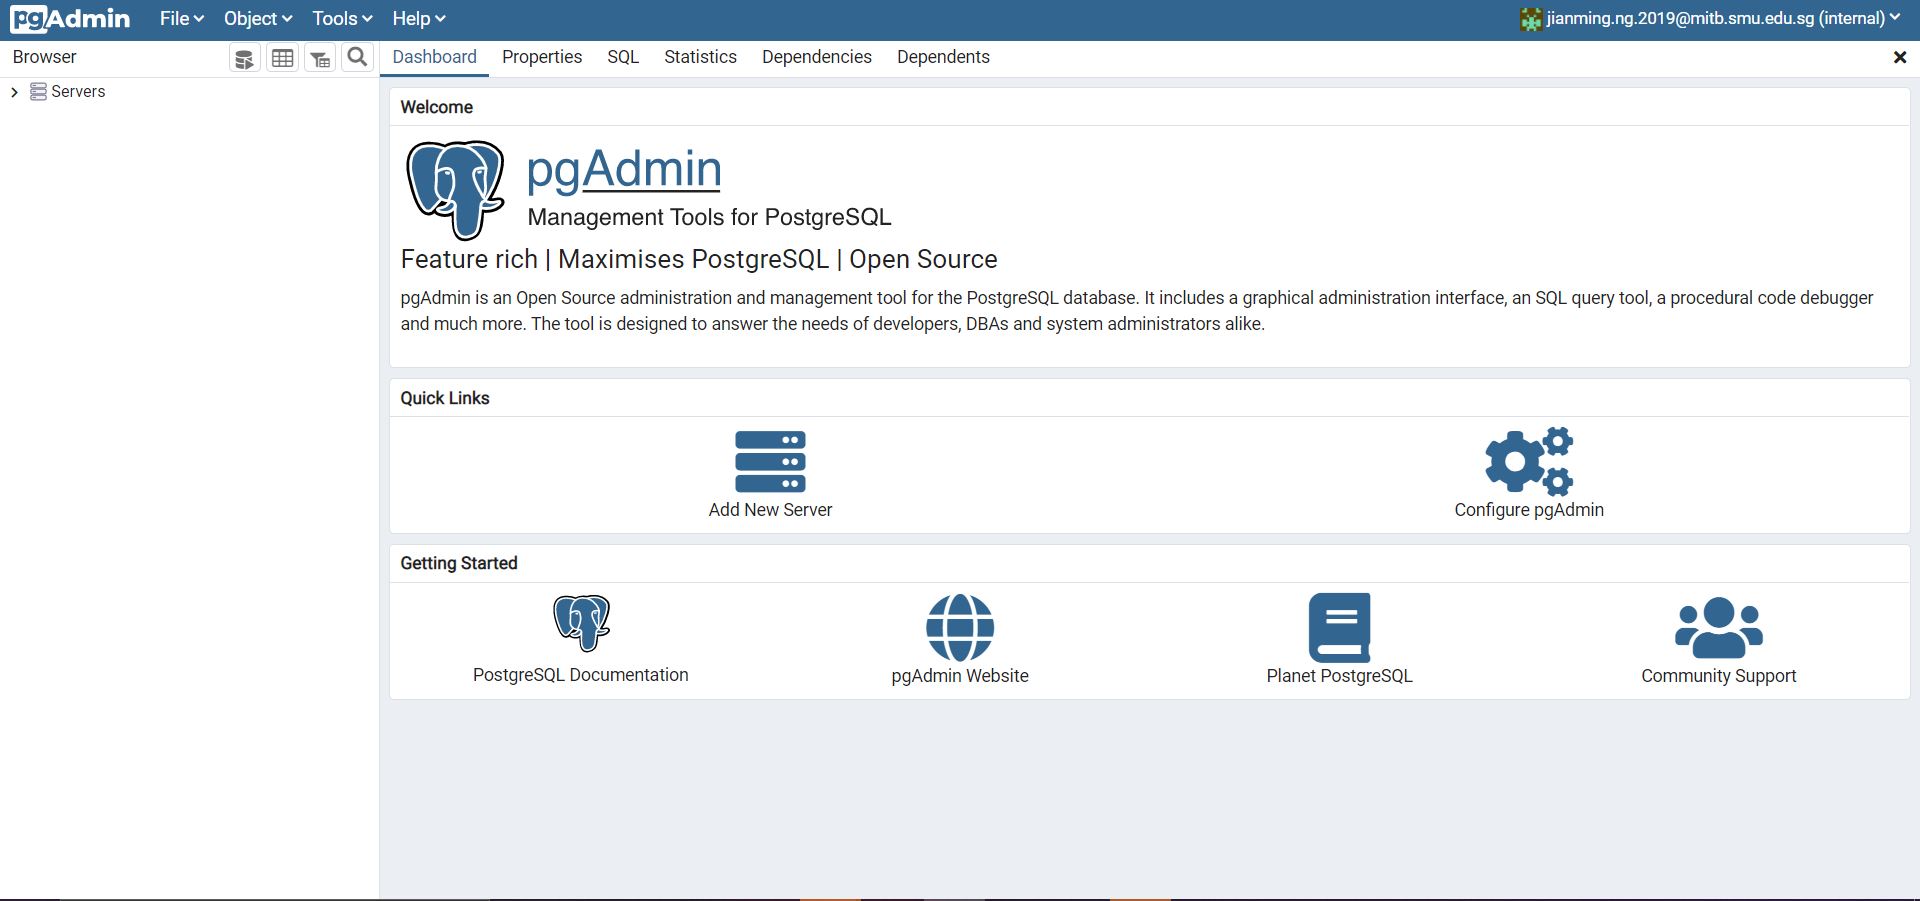 pgAdmin File Object Tools Help jianming.ng.2019@mitb.smu.edu.sg (internal)
Browser Dashboard Properties SQL Statistics Dependencies Dependents
Servers
Welcome
pgAdmin
Management Tools for PostgreSQL
Feature rich | Maximises PostgreSQL | Open Source
pgAdmin is an Open Source administration and management tool for the PostgreSQL database. It includes a graphical administration interface, an SQL query tool, a procedural code debugger
and much more. The tool is designed to answer the needs of developers, DBAs and system administrators alike.
Quick Links
Add New Server Configure pgAdmin
Getting Started
PostgreSQL Documentation pgAdmin Website Planet PostgreSQL Community Support